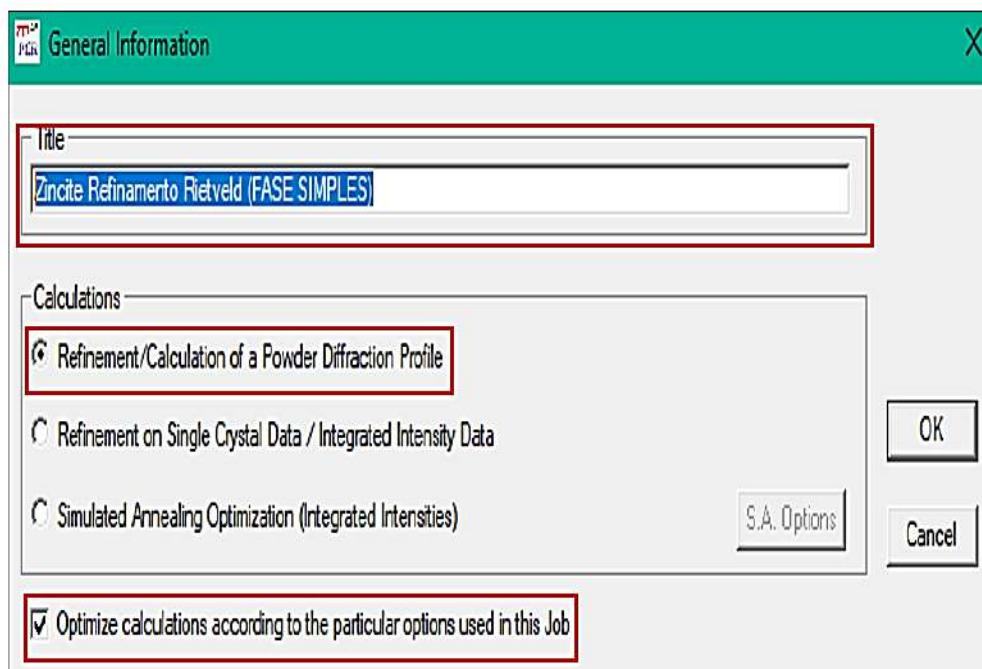 General Information
X
Title
Zincite Refinamento Rietveld (FASE SIMPLES)
Calculations
Refinement/Calculation of a Powder Diffraction Profile
Refinement on Single Crystal Data / Integrated Intensity Data
OK
Simulated Annealing Optimization (Integrated Intensities)
S.A. Options
Cancel
Optimize calculations according to the particular options used in this Job